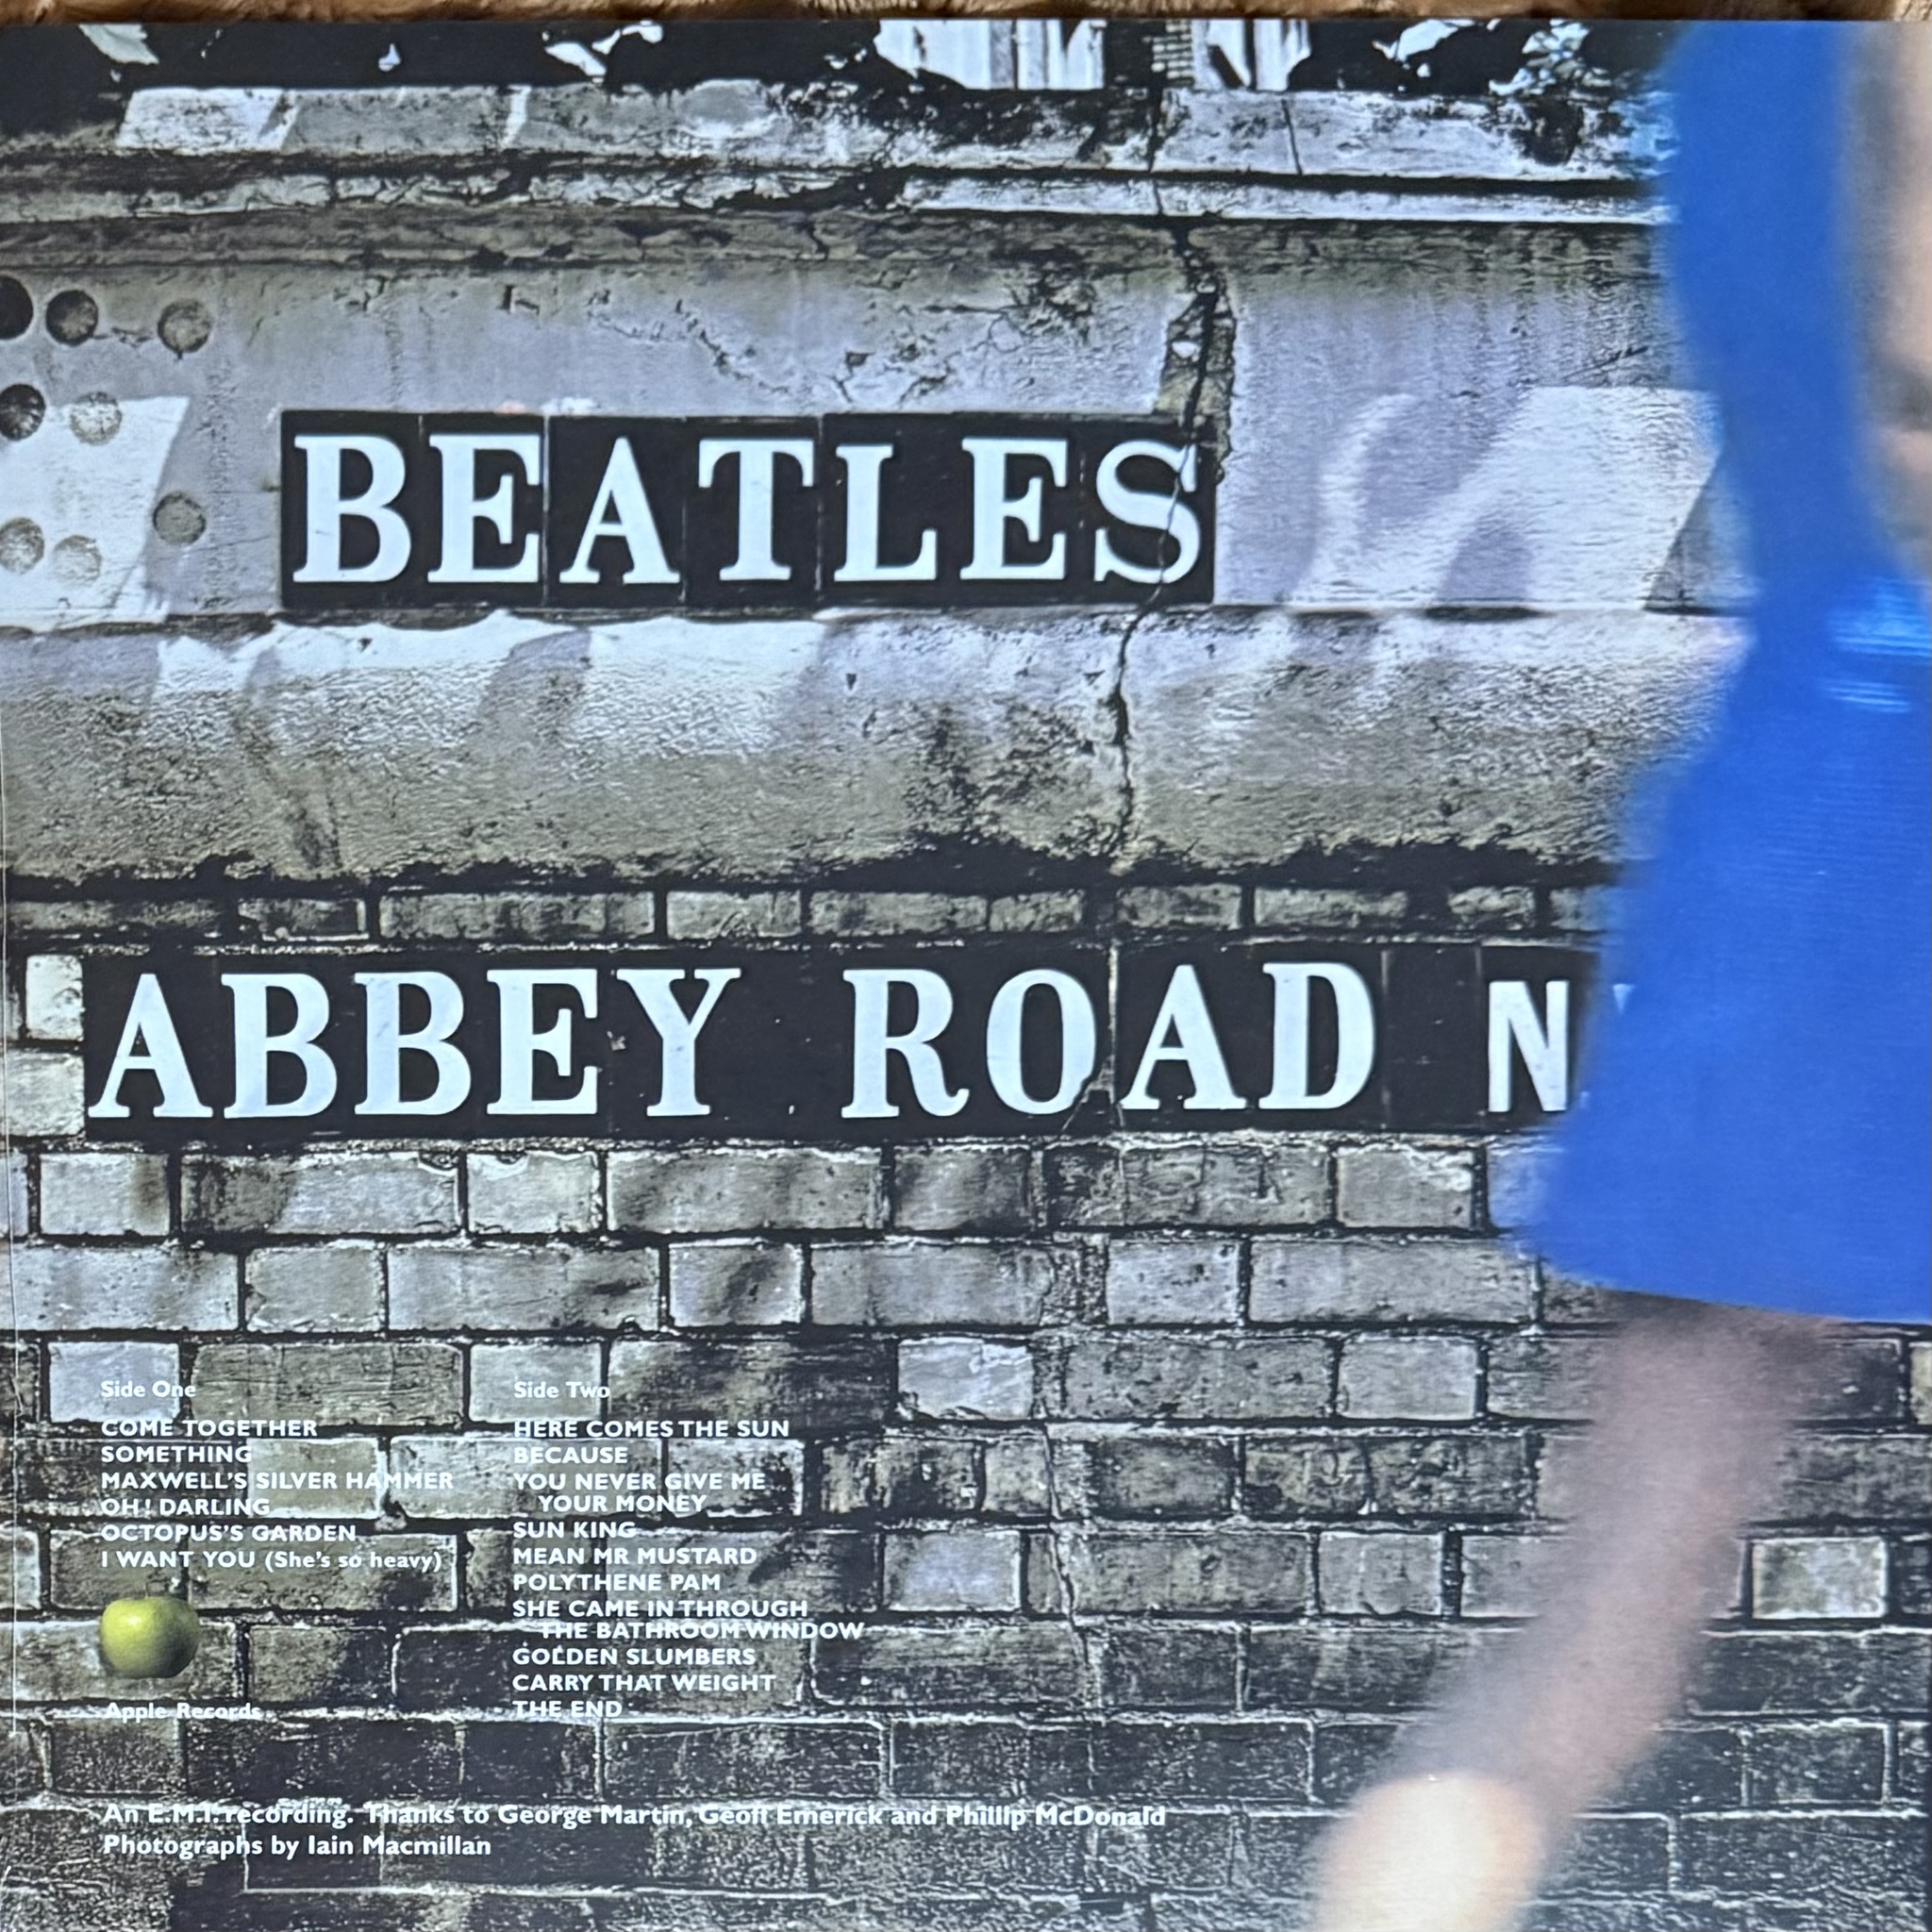 BEATLES
ABBEY ROAD N
Side One
COME TOGETHER
SOMETHING
MAXWELL'S SILVER HAMMER
OH! DARLING
OCTOPUS'S GARDEN
I WANT YOU (She's so heavy)
Apple Records
Side Two
HERE COMES THE SUN
BECAUSE
YOU NEVER GIVE ME
YOUR MONEY
SUN KING
MEAN MR MUSTARD
POLYTHENE PAM
SHE CAME IN THROUGH
THE BATHROOM WINDOW
GOLDEN SLUMBERS
CARRY THAT WEIGHT
THE END
An E.M.I. recording. Thanks to George Martin, Geoff Emerick and Phillip McDonald
Photographs by Iain Macmillan